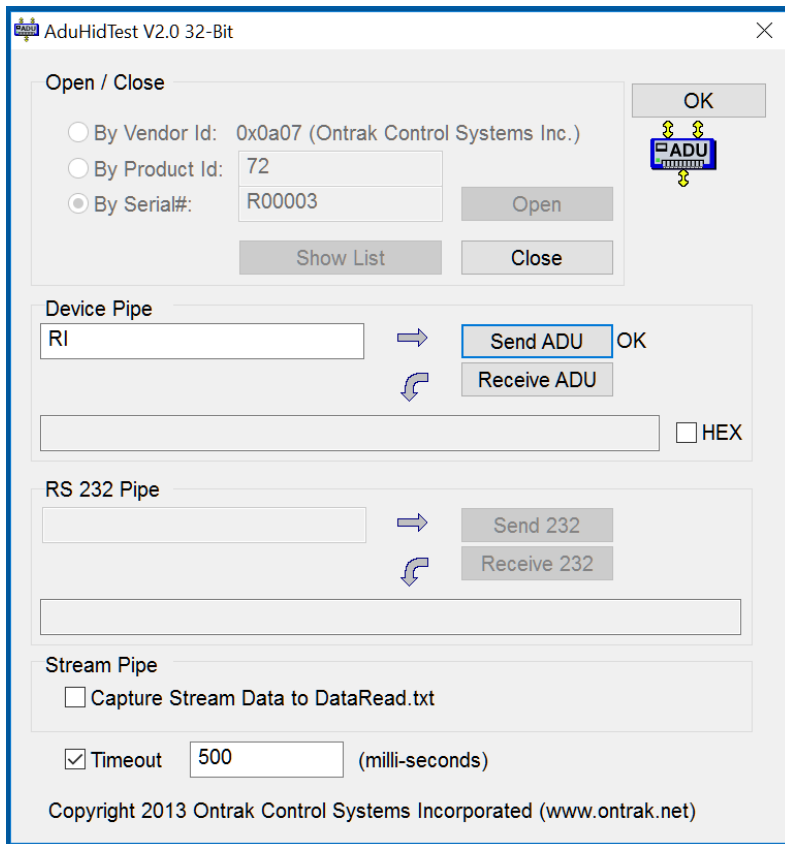 AduHidTest V2.0 32-Bit
Open / Close
OK
By Vendor Id: 0x0a07 (Ontrak Control Systems Inc.)
ADU
By Product Id: 72
By Serial#: R00003 Open
Show List Close
Device Pipe
RI Send ADU OK
Receive ADU
HEX
RS 232 Pipe
Send 232
Receive 232
Stream Pipe
Capture Stream Data to DataRead.txt
Timeout 500 (milli-seconds)
Copyright 2013 Ontrak Control Systems Incorporated (www.ontrak.net)